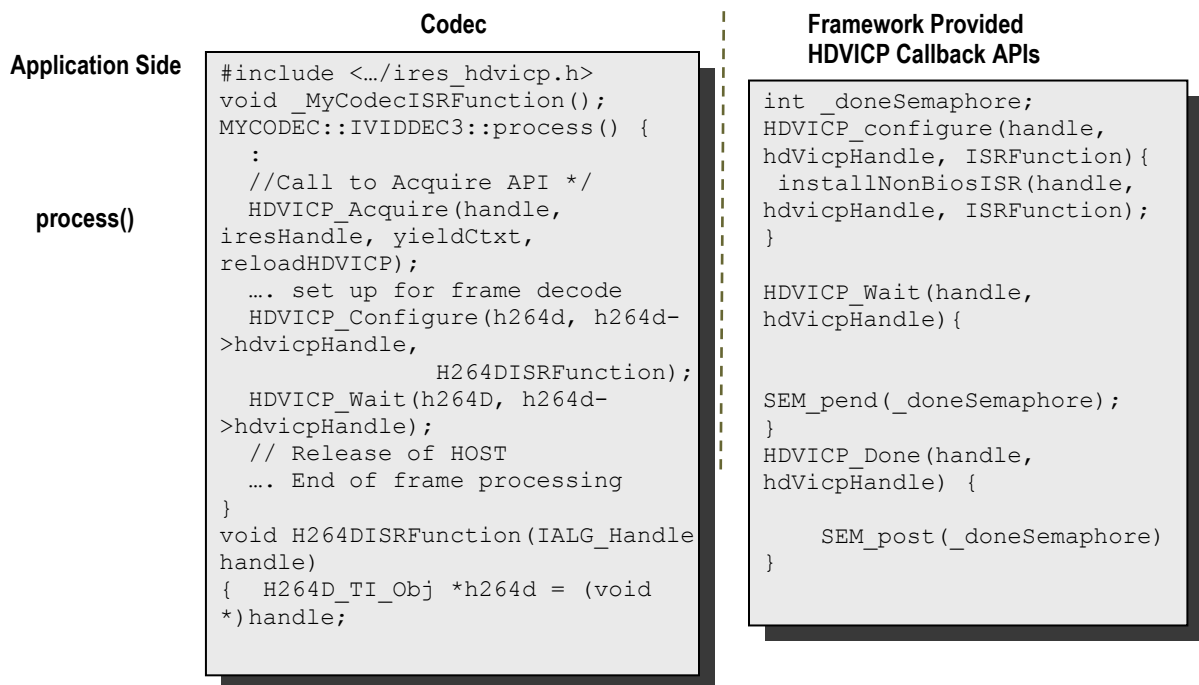 Codec
Framework Provided
HDVICP Callback APIs
Application Side
process()
#include <…/ires_hdvicp.h>
void _MyCodecISRFunction();
MYCODEC::IVIDDEC3::process() {
:
//Call to Acquire API */
HDVICP_Acquire(handle,
iresHandle, yieldCtxt,
reloadHDVICP);
…. set up for frame decode
HDVICP_Configure(h264d, h264d-
>hdvicpHandle,
H264DISRFunction);
HDVICP_Wait(h264D, h264d-
>hdvicpHandle);
// Release of HOST
…. End of frame processing
}
void H264DISRFunction(IALG_Handle
handle)
{  H264D_TI_Obj *h264d = (void
*)handle;
int _doneSemaphore;
HDVICP_configure(handle,
hdVicpHandle, ISRFunction){
installNonBiosISR(handle,
hdvicpHandle, ISRFunction);
}
HDVICP_Wait(handle,
hdVicpHandle){
SEM_pend(_doneSemaphore);
}
HDVICP_Done(handle,
hdVicpHandle) {
SEM_post(_doneSemaphore)
}